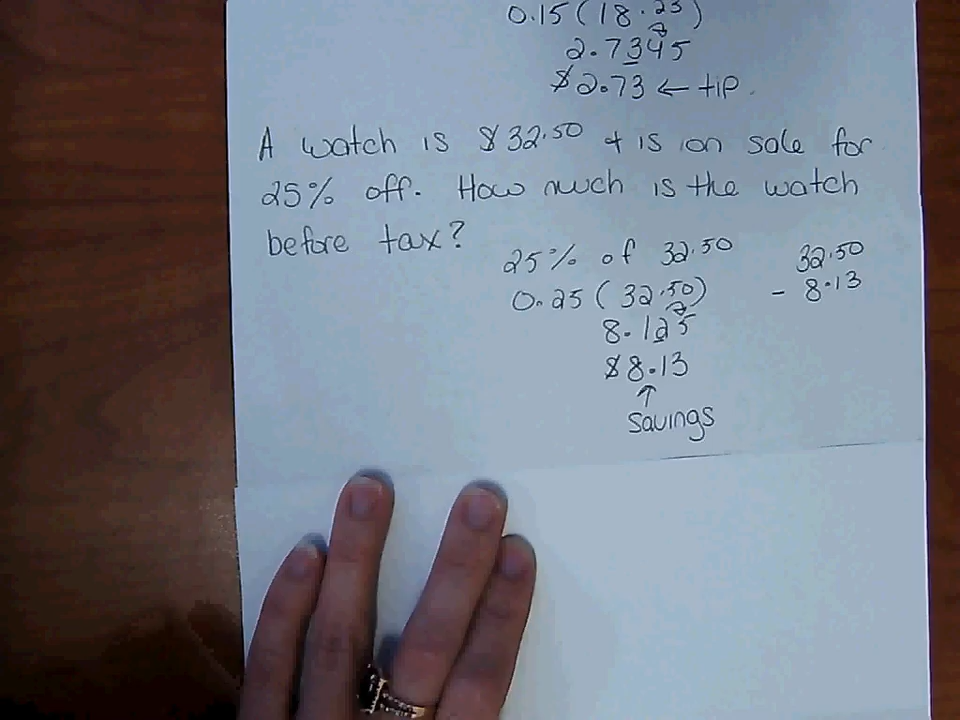 0.15(18.23)
2.7345
$2.73 ← tip
A watch is $32.50 + is on sale for
25% off. How much is the watch
before tax?
25% of 32.50
32.50
0.25(32.50)
- 8.13
8.125
$8.13
↑
Savings